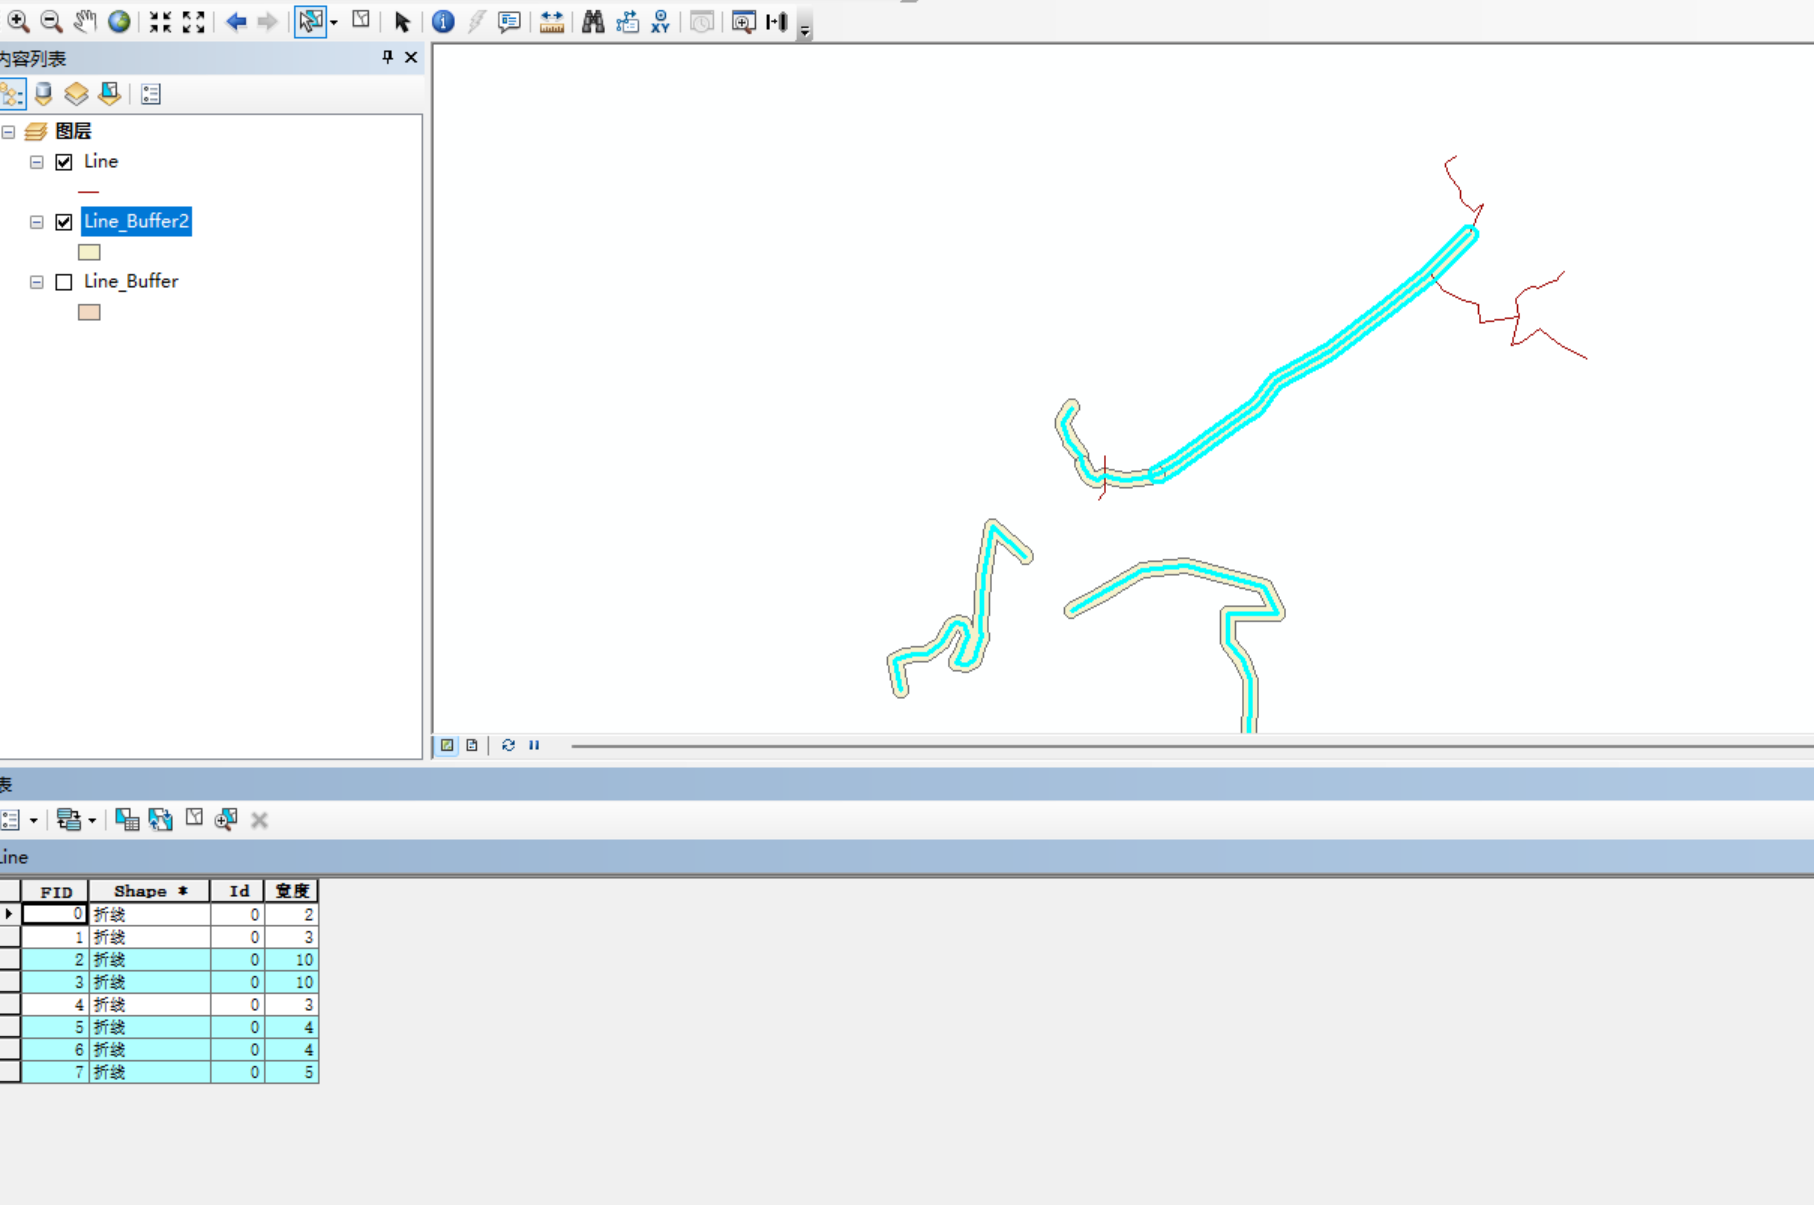 XY
内容列表
图层
Line
Line_Buffer2
Line_Buffer
表
Line
FID Shape * Id 宽度
0 折线 0 2
1 折线 0 3
2 折线 0 10
3 折线 0 10
4 折线 0 3
5 折线 0 4
6 折线 0 4
7 折线 0 5